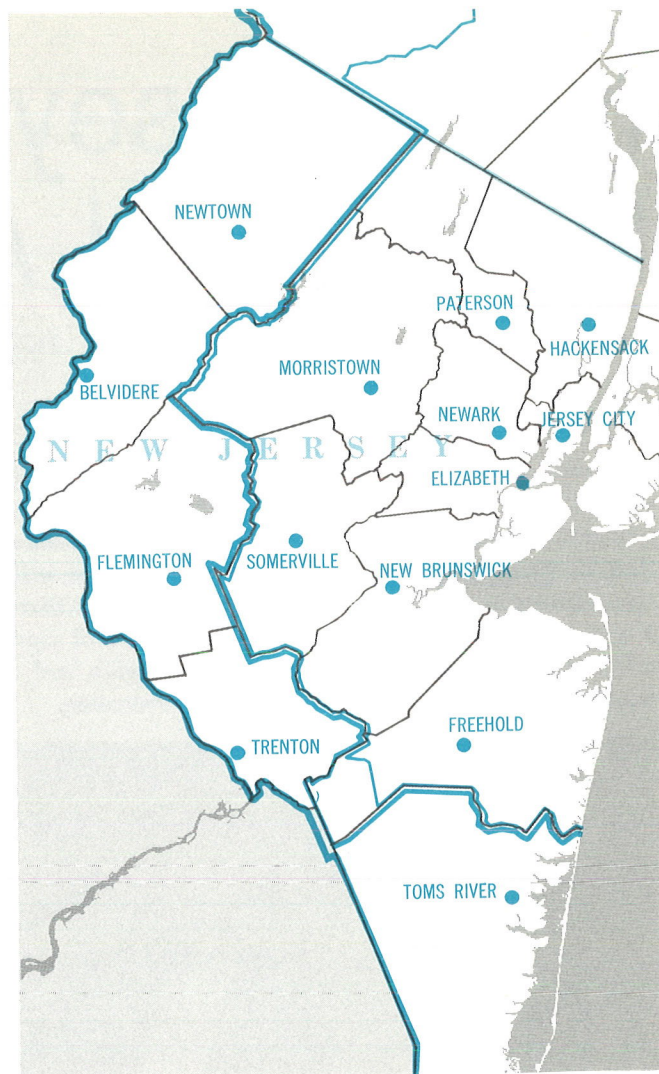 NEWTOWN
PATERSON
HACKENSACK
MORRISTOWN
BELVIDERE
NEWARK
JERSEY CITY
NEW JERSEY
ELIZABETH
FLEMINGTON
SOMERVILLE
NEW BRUNSWICK
FREEHOLD
TRENTON
TOMS RIVER